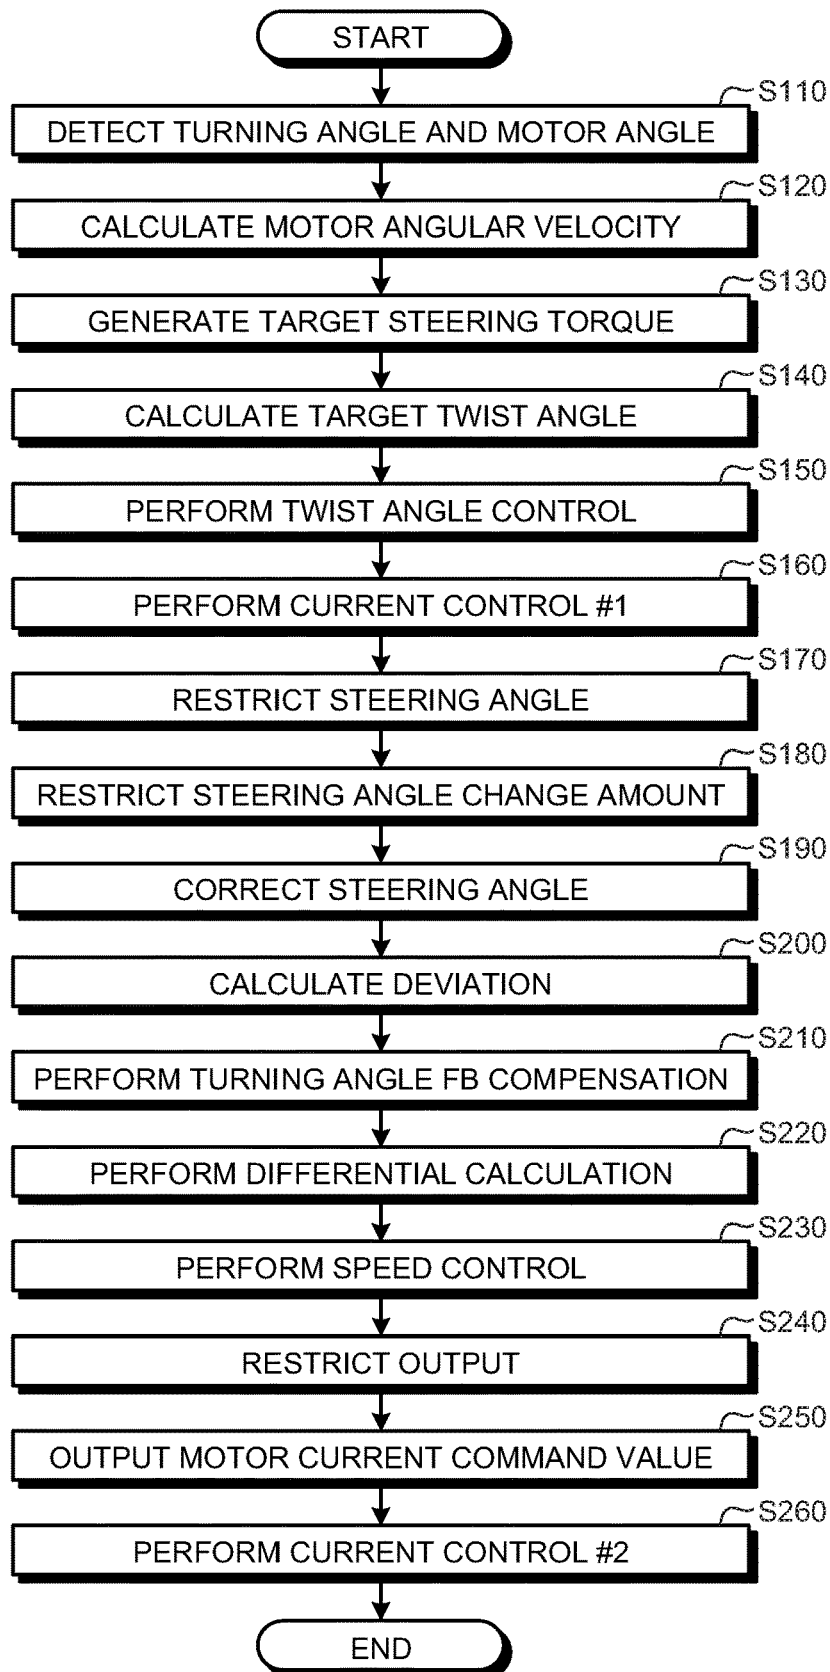 START
S110
DETECT TURNING ANGLE AND MOTOR ANGLE
S120
CALCULATE MOTOR ANGULAR VELOCITY
S130
GENERATE TARGET STEERING TORQUE
S140
CALCULATE TARGET TWIST ANGLE
S150
PERFORM TWIST ANGLE CONTROL
S160
PERFORM CURRENT CONTROL #1
S170
RESTRICT STEERING ANGLE
S180
RESTRICT STEERING ANGLE CHANGE AMOUNT
S190
CORRECT STEERING ANGLE
S200
CALCULATE DEVIATION
S210
PERFORM TURNING ANGLE FB COMPENSATION
S220
PERFORM DIFFERENTIAL CALCULATION
S230
PERFORM SPEED CONTROL
S240
RESTRICT OUTPUT
S250
OUTPUT MOTOR CURRENT COMMAND VALUE
S260
PERFORM CURRENT CONTROL #2
END